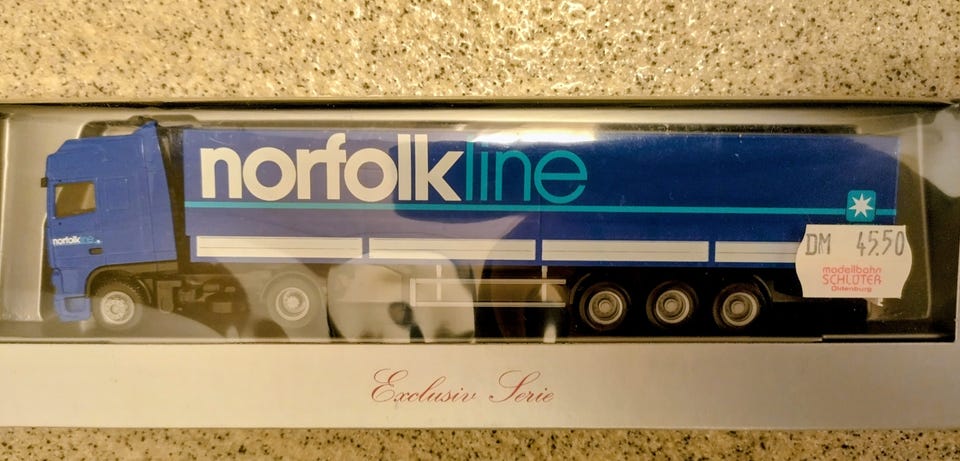 norfolkline
norfolkline
DM 45.50
modellbahn
SCHLÜTER
Oldenburg
Exclusiv Serie